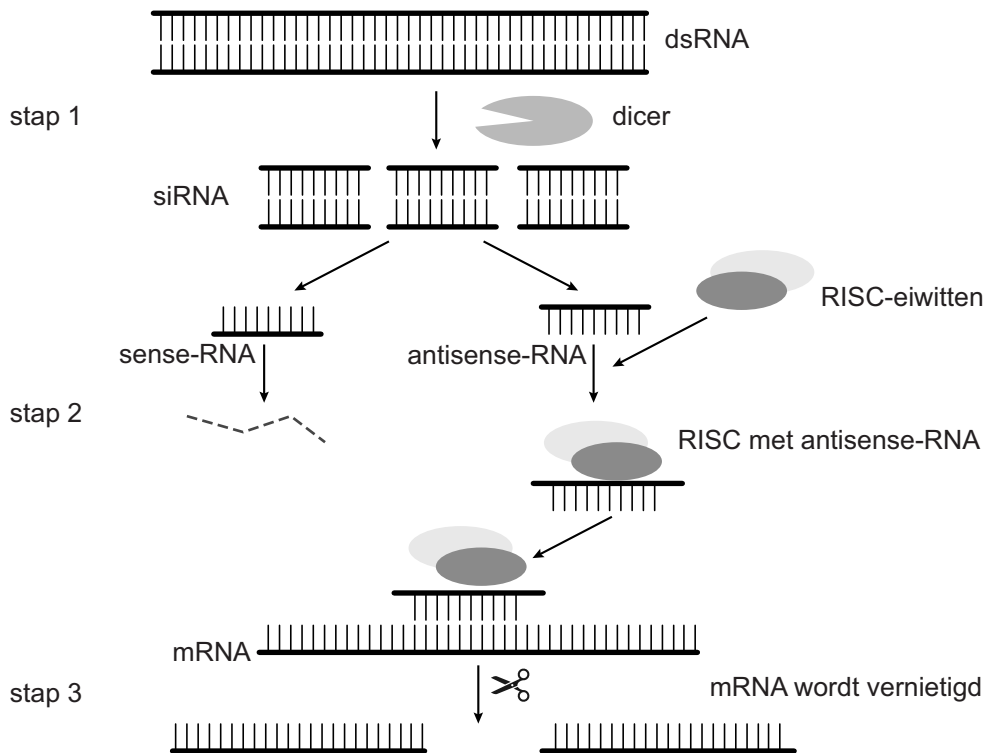 dsRNA
stap 1
dicer
siRNA
RISC-eiwitten
sense-RNA
antisense-RNA
stap 2
RISC met antisense-RNA
mRNA
stap 3
mRNA wordt vernietigd